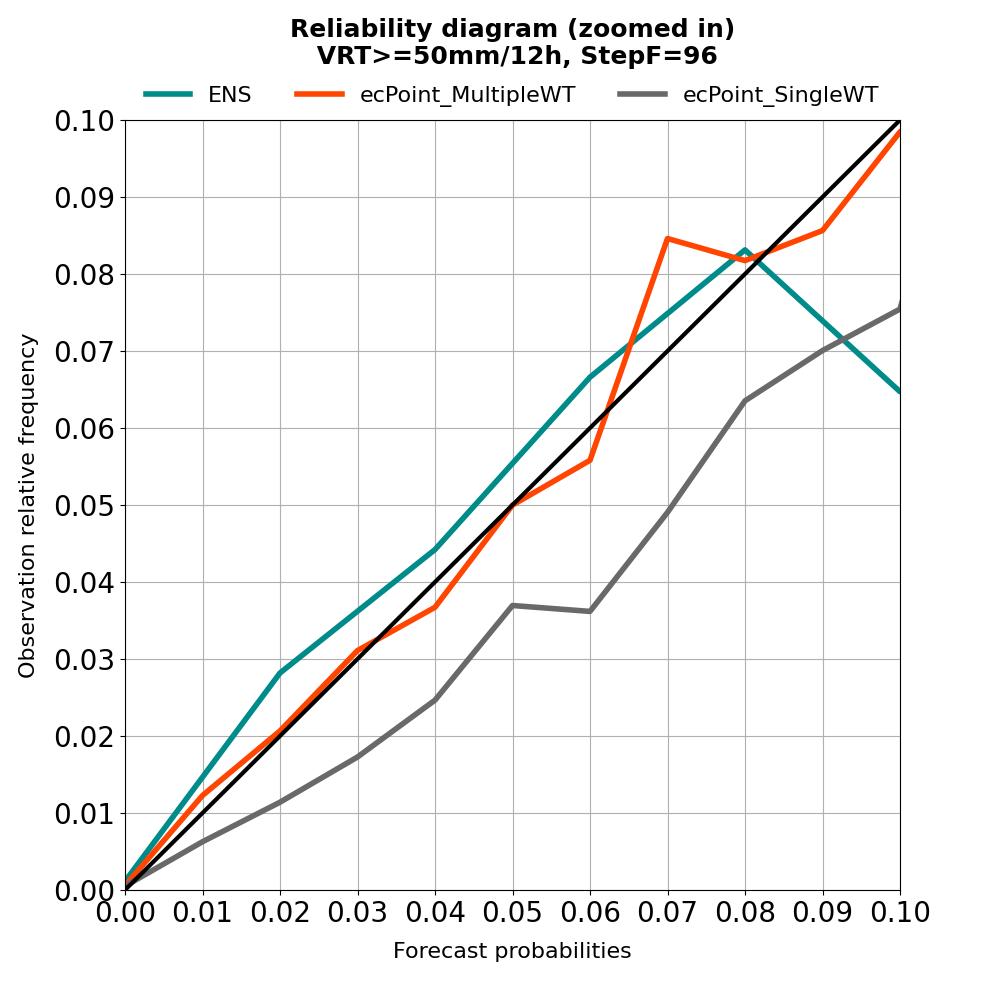 Reliability diagram (zoomed in)
VRT>=50mm/12h, StepF=96
ENS ecPoint_MultipleWT ecPoint_SingleWT
0.10
0.09
0.08
0.07
0.06
0.05
0.04
0.03
0.02
0.01
0.00
Observation relative frequency
0.00 0.01 0.02 0.03 0.04 0.05 0.06 0.07 0.08 0.09 0.10
Forecast probabilities